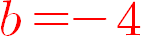 b = - 4